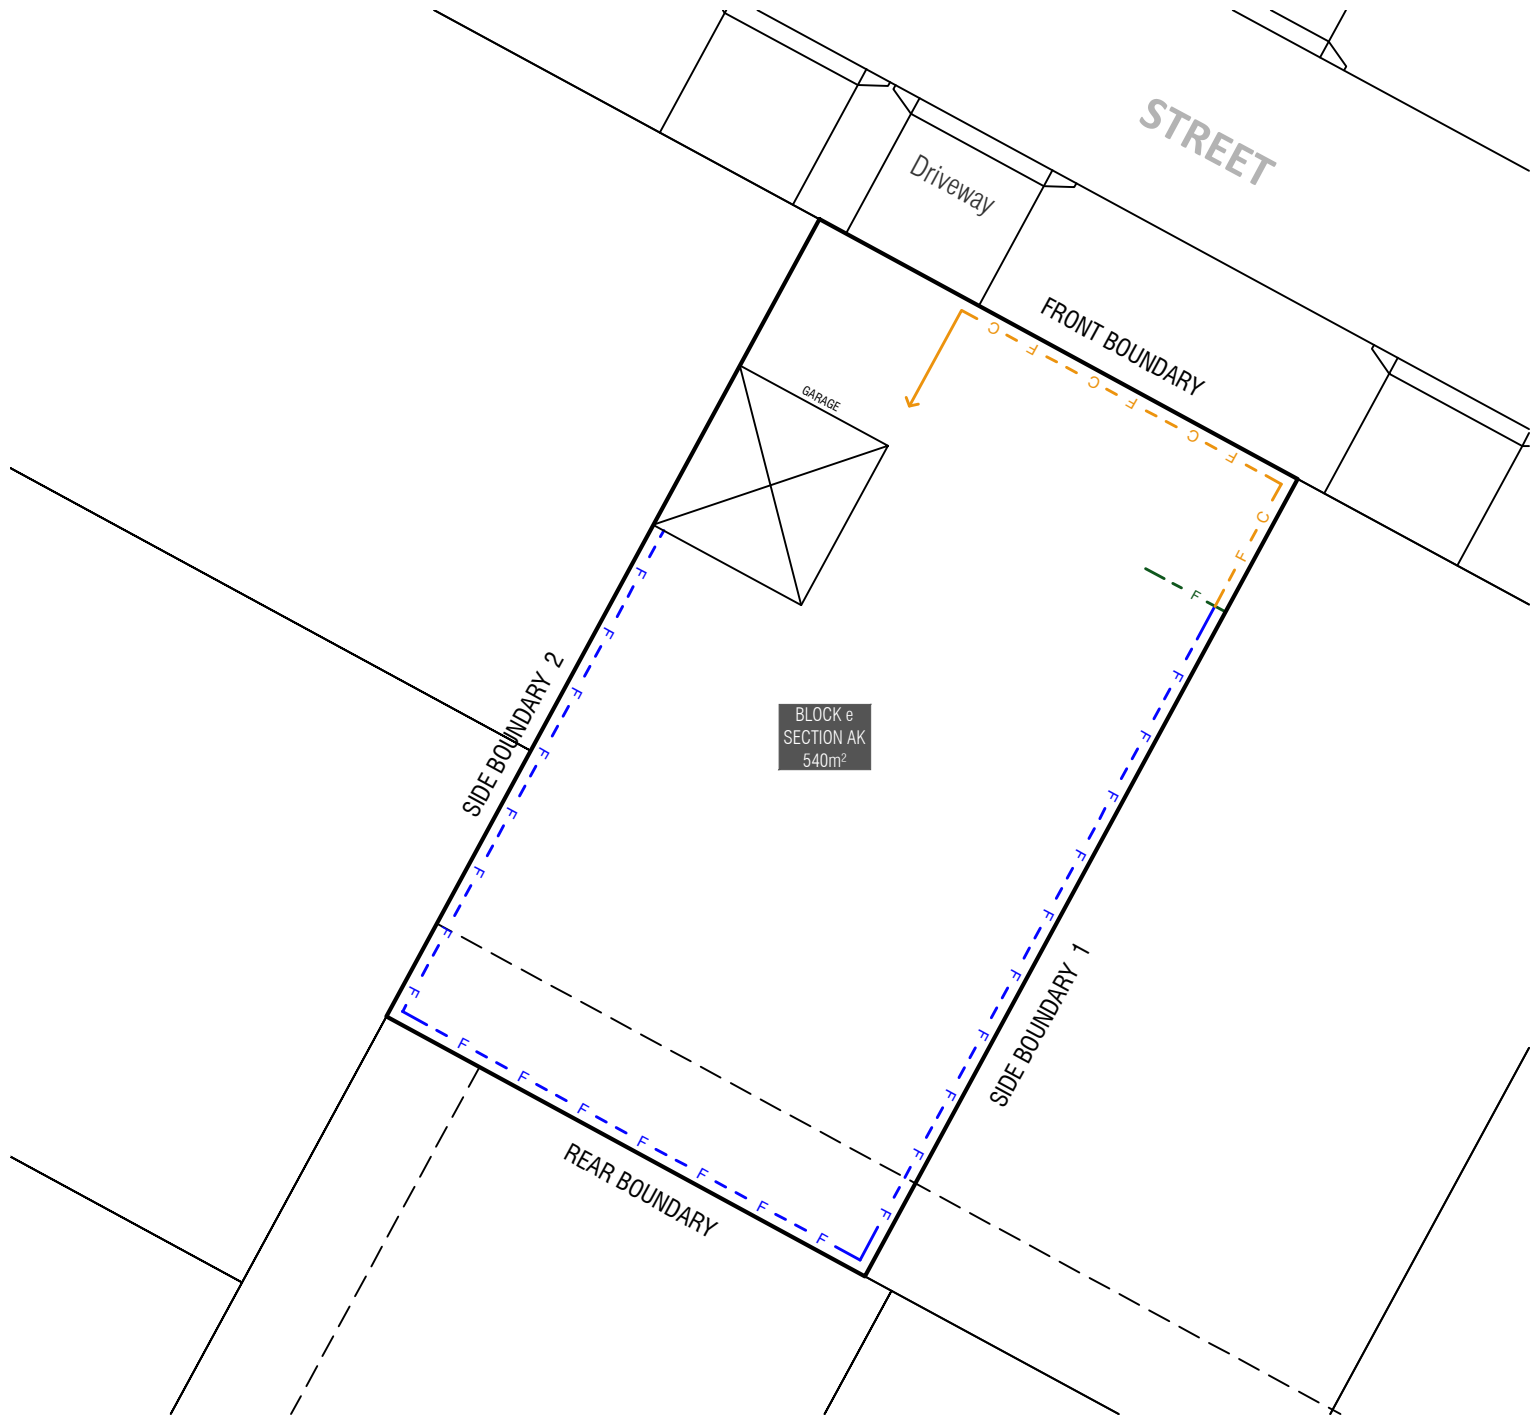 STREET
Driveway
FRONT BOUNDARY
C F C F C F
C F
GARAGE
F
F F F F F F F F
SIDE BOUNDARY 2
BLOCK e
SECTION AK
540m²
F F F F F F F F F F
SIDE BOUNDARY 1
F F F F F F F
REAR BOUNDARY